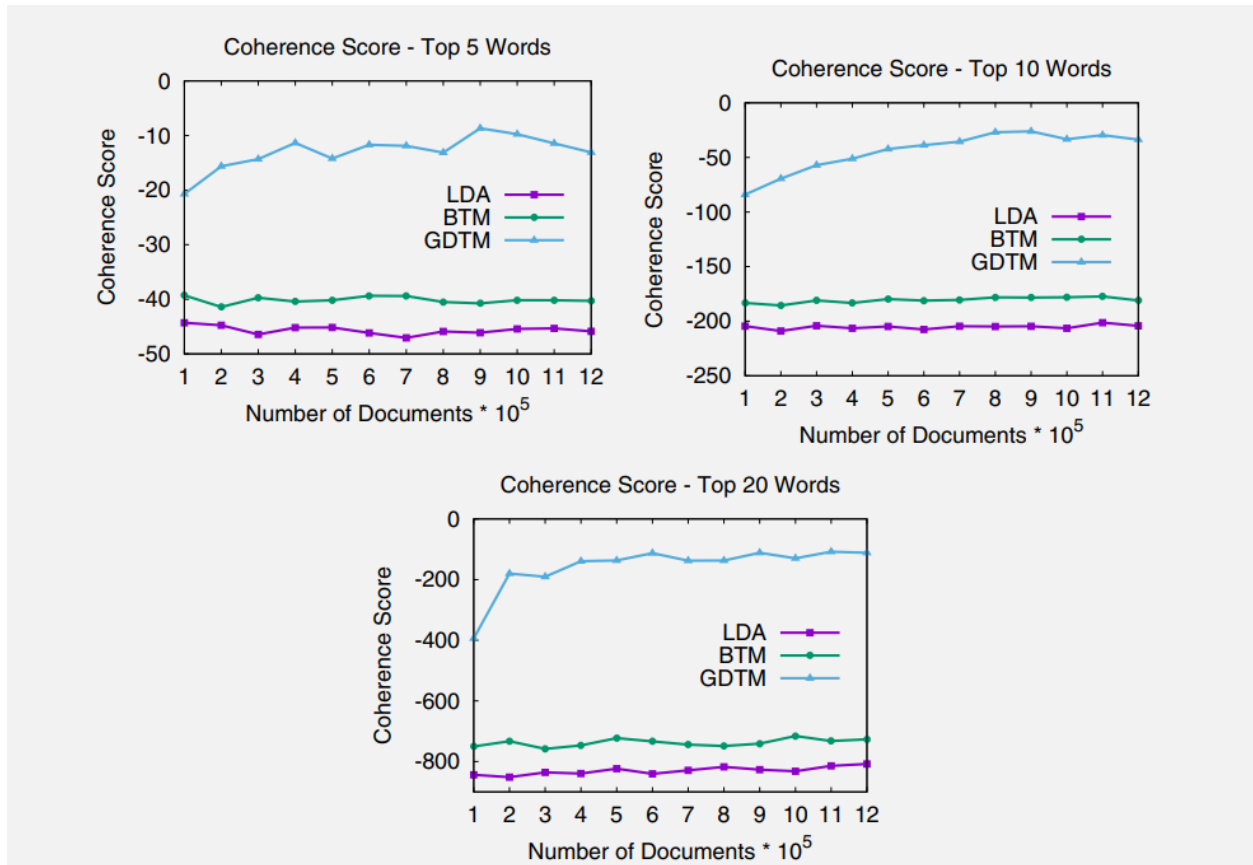 Coherence Score - Top 5 Words
0
-10
-20
-30
-40
-50
Coherence Score
LDA
BTM
GDTM
1 2 3 4 5 6 7 8 9 10 11 12
Number of Documents * 10^5
Coherence Score - Top 10 Words
0
-50
-100
-150
-200
-250
Coherence Score
LDA
BTM
GDTM
1 2 3 4 5 6 7 8 9 10 11 12
Number of Documents * 10^5
Coherence Score - Top 20 Words
0
-200
-400
-600
-800
Coherence Score
LDA
BTM
GDTM
1 2 3 4 5 6 7 8 9 10 11 12
Number of Documents * 10^5